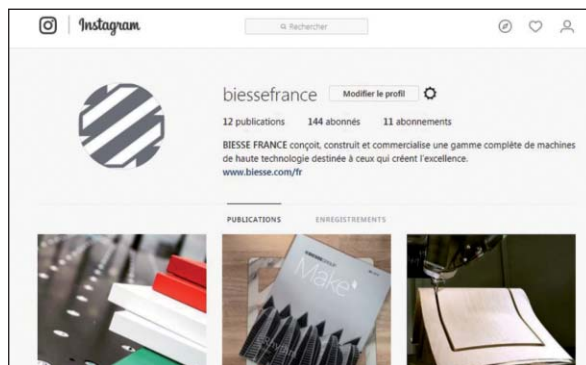 Instagram
Rechercher
biessefrance Modifier le profil
12 publications 144 abonnés 11 abonnements
BIESSE FRANCE conçoit, construit et commercialise une gamme complète de machines
de haute technologie destinée à ceux qui créent l'excellence.
www.biesse.com/fr
PUBLICATIONS ENREGISTREMENTS
Make